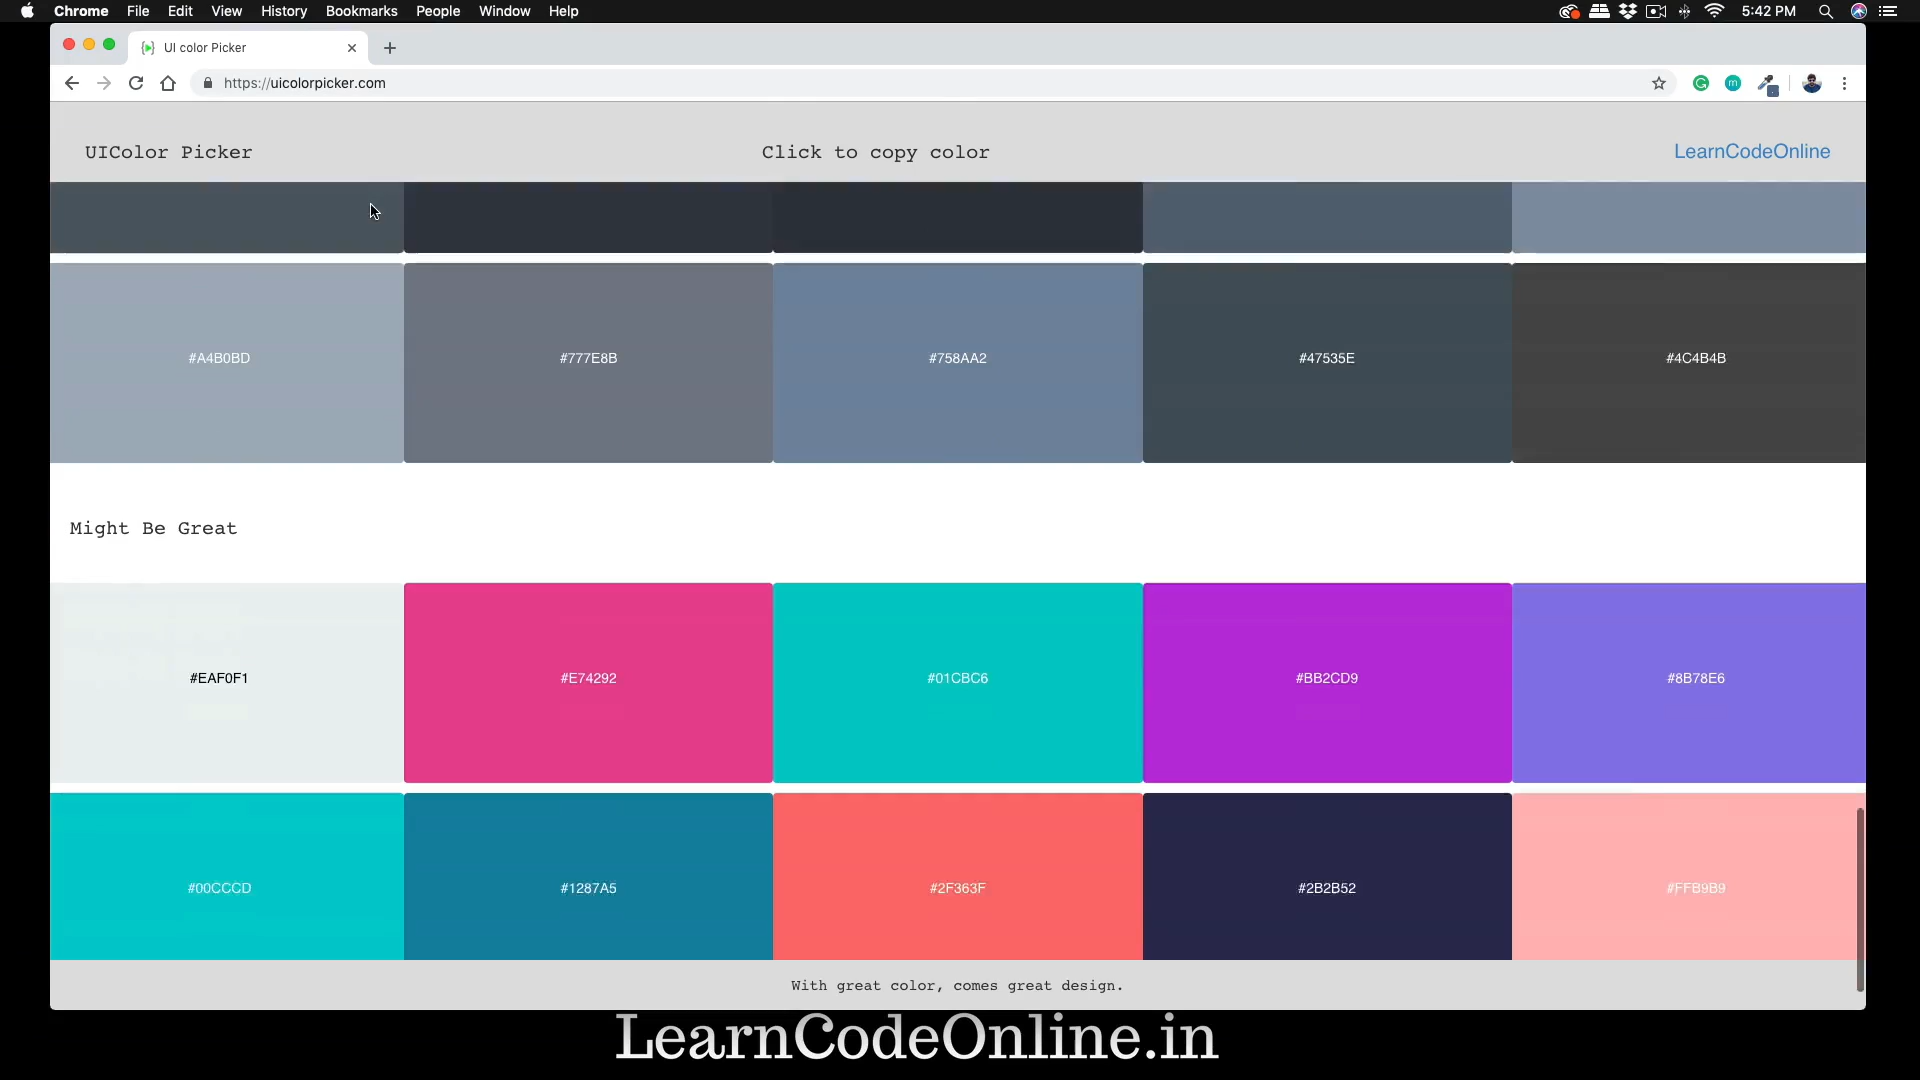 Chrome File Edit View History Bookmarks People Window Help 5:42 PM
UI color Picker
https://uicolorpicker.com
UIColor Picker Click to copy color LearnCodeOnline
#A4B0BD #777E8B #758AA2 #47535E #4C4B4B
Might Be Great
#EAF0F1 #E74292 #01CBC6 #BB2CD9 #8B78E6
#00CCCD #1287A5 #2F363F #2B2B52 #FFB9B9
With great color, comes great design.
LearnCodeOnline.in